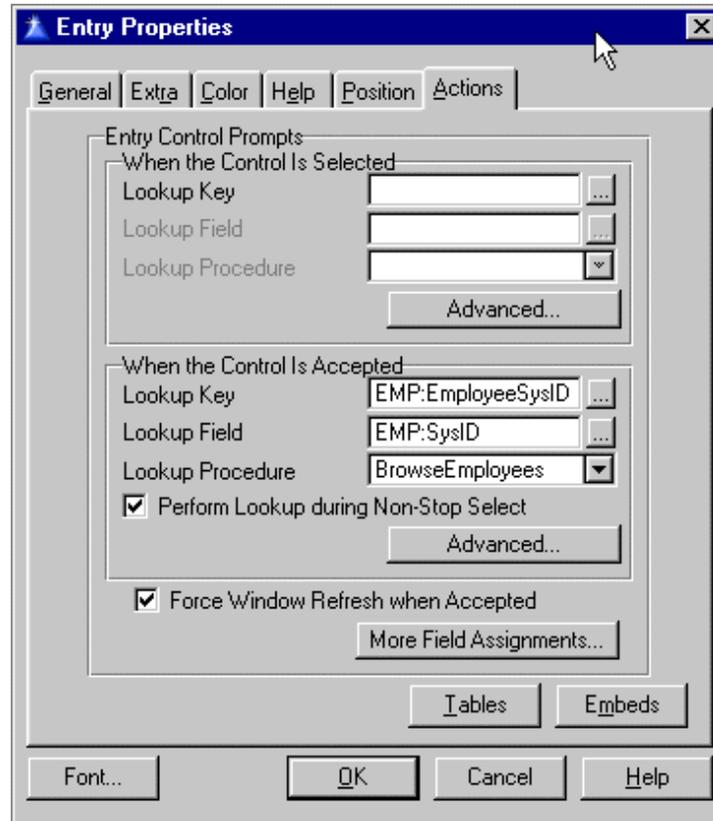 Entry Properties
General Extra Color Help Position Actions
Entry Control Prompts
When the Control Is Selected
Lookup Key ...
Lookup Field ...
Lookup Procedure
Advanced...
When the Control Is Accepted
Lookup Key EMP:EmployeeSysID ...
Lookup Field EMP:SysID ...
Lookup Procedure BrowseEmployees
Perform Lookup during Non-Stop Select
Advanced...
Force Window Refresh when Accepted
More Field Assignments...
Tables Embeds
Font... OK Cancel Help